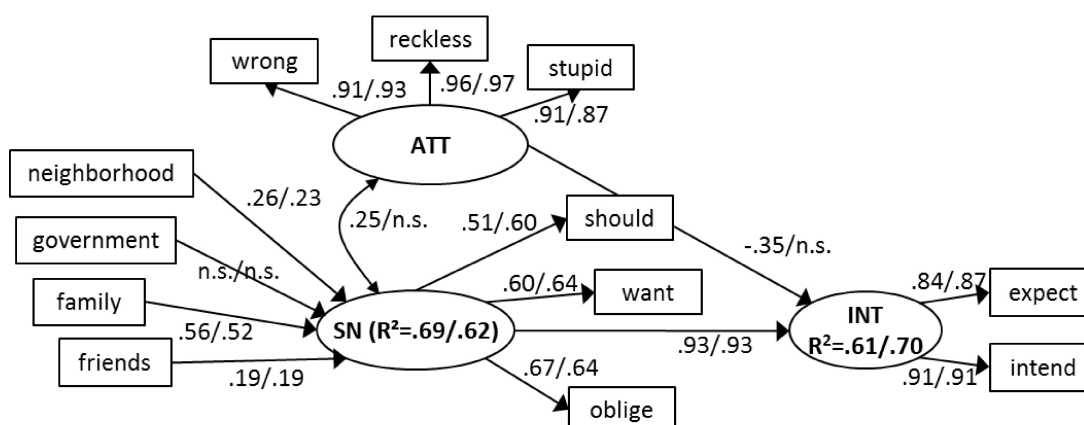 reckless
wrong
stupid
.91/.93
.96/.97
.91/.87
ATT
neighborhood
.26/.23
.25/n.s.
.51/.60
should
government
n.s./n.s.
-.35/n.s.
family
.56/.52
SN (R²=.69/.62)
.60/.64
want
.84/.87
expect
INT
R²=.61/.70
.93/.93
friends
.19/.19
.67/.64
.91/.91
intend
oblige